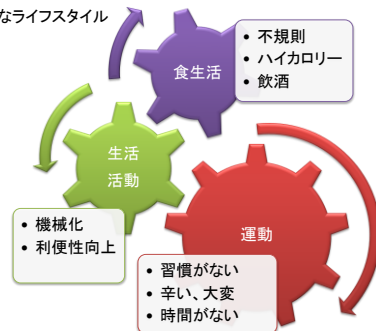 なライフスタイル
食生活
• 不規則
• ハイカロリー
• 飲酒
生活
活動
• 機械化
• 利便性向上
運動
• 習慣がない
• 辛い、大変
• 時間がない